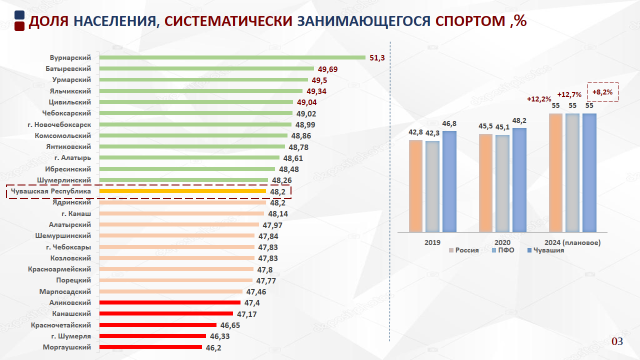 ДОЛЯ НАСЕЛЕНИЯ, СИСТЕМАТИЧЕСКИ ЗАНИМАЮЩЕГОСЯ СПОРТОМ ,%
Вурнарский 51,3
Батыревский 49,69
Урмарский 49,5
Яльчикский 49,34
Цивильский 49,04
Чебоксарский 49,02
г. Новочебоксарск 48,99
Комсомольский 48,86
Янтиковский 48,78
г. Алатырь 48,61
Ибресинский 48,48
Шумерлинский 48,26
Чувашская Республика 48,2
Ядринский 48,2
г. Канаш 48,14
Алатырский 47,97
Шемуршинский 47,84
г. Чебоксары 47,83
Козловский 47,83
Красноармейский 47,8
Порецкий 47,77
Марпосадский 47,46
Аликовский 47,4
Канашский 47,17
Красночетайский 46,65
г. Шумерля 46,33
Моргаушский 46,2
+12,2% +12,7% +8,2%
42,8 42,3 46,8 45,5 45,1 48,2 55 55 55
2019 2020 2024 (плановое)
Россия ПФО Чувашия
03